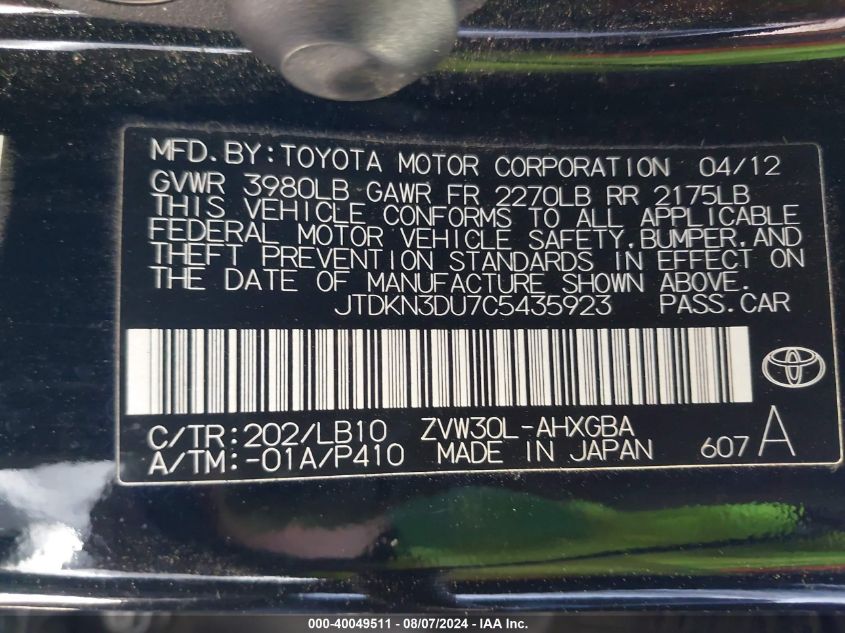 MFD.BY:TOYOTA MOTOR CORPORATION 04/12
GVWR 3980LB GAWR FR 2270LB RR 2175LB
THIS VEHICLE CONFORMS TO ALL APPLICABLE
FEDERAL MOTOR VEHICLE SAFETY,BUMPER,AND
THEFT PREVENTION STANDARDS IN EFFECT ON
THE DATE OF MANUFACTURE SHOWN ABOVE.
JTDKN3DU7C5435923 PASS.CAR
C/TR:202/LB10 ZVW30L-AHXGBA
A/TM:-01A/P410 MADE IN JAPAN 607 A
000-40049511 - 08/07/2024 - © IAA Inc.